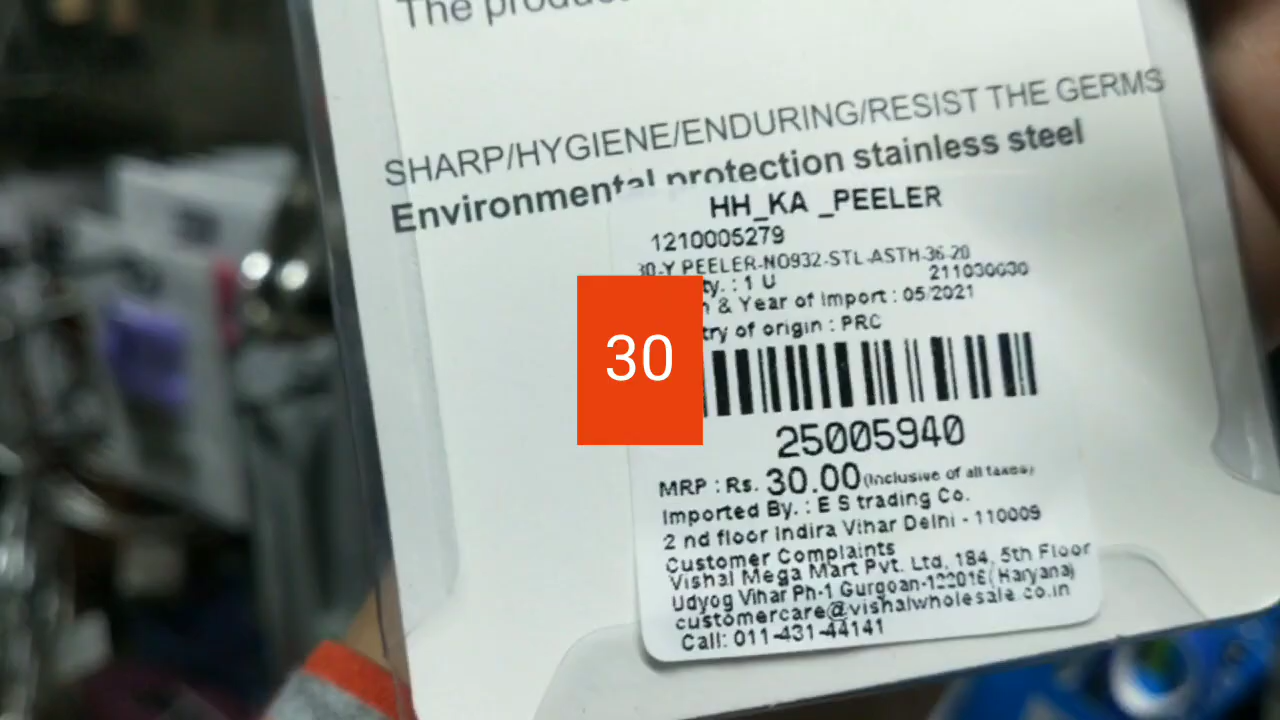 The
SHARP/HYGIENE/ENDURING/RESIST THE GERMS
Environmental protection stainless steel
HH_KA _PEELER
1210005279
30-Y PEELER-NO932-STL-ASTH-36-20
211030030
ty. : 1 U
& Year of Import : 05/2021
try of origin : PRC
30
25005940
MRP : Rs. 30.00 (Inclusive of all taxes)
Imported By. : E S trading Co.
2 nd floor Indira Vihar Delhi - 110009
Customer Complaints
Vishal Mega Mart Pvt. Ltd, 184, 5th Floor
Udyog Vihar Ph-1 Gurgoan-122016( Haryana)
customercare@vishalwholesale.co.in
Call: 011-431-44141